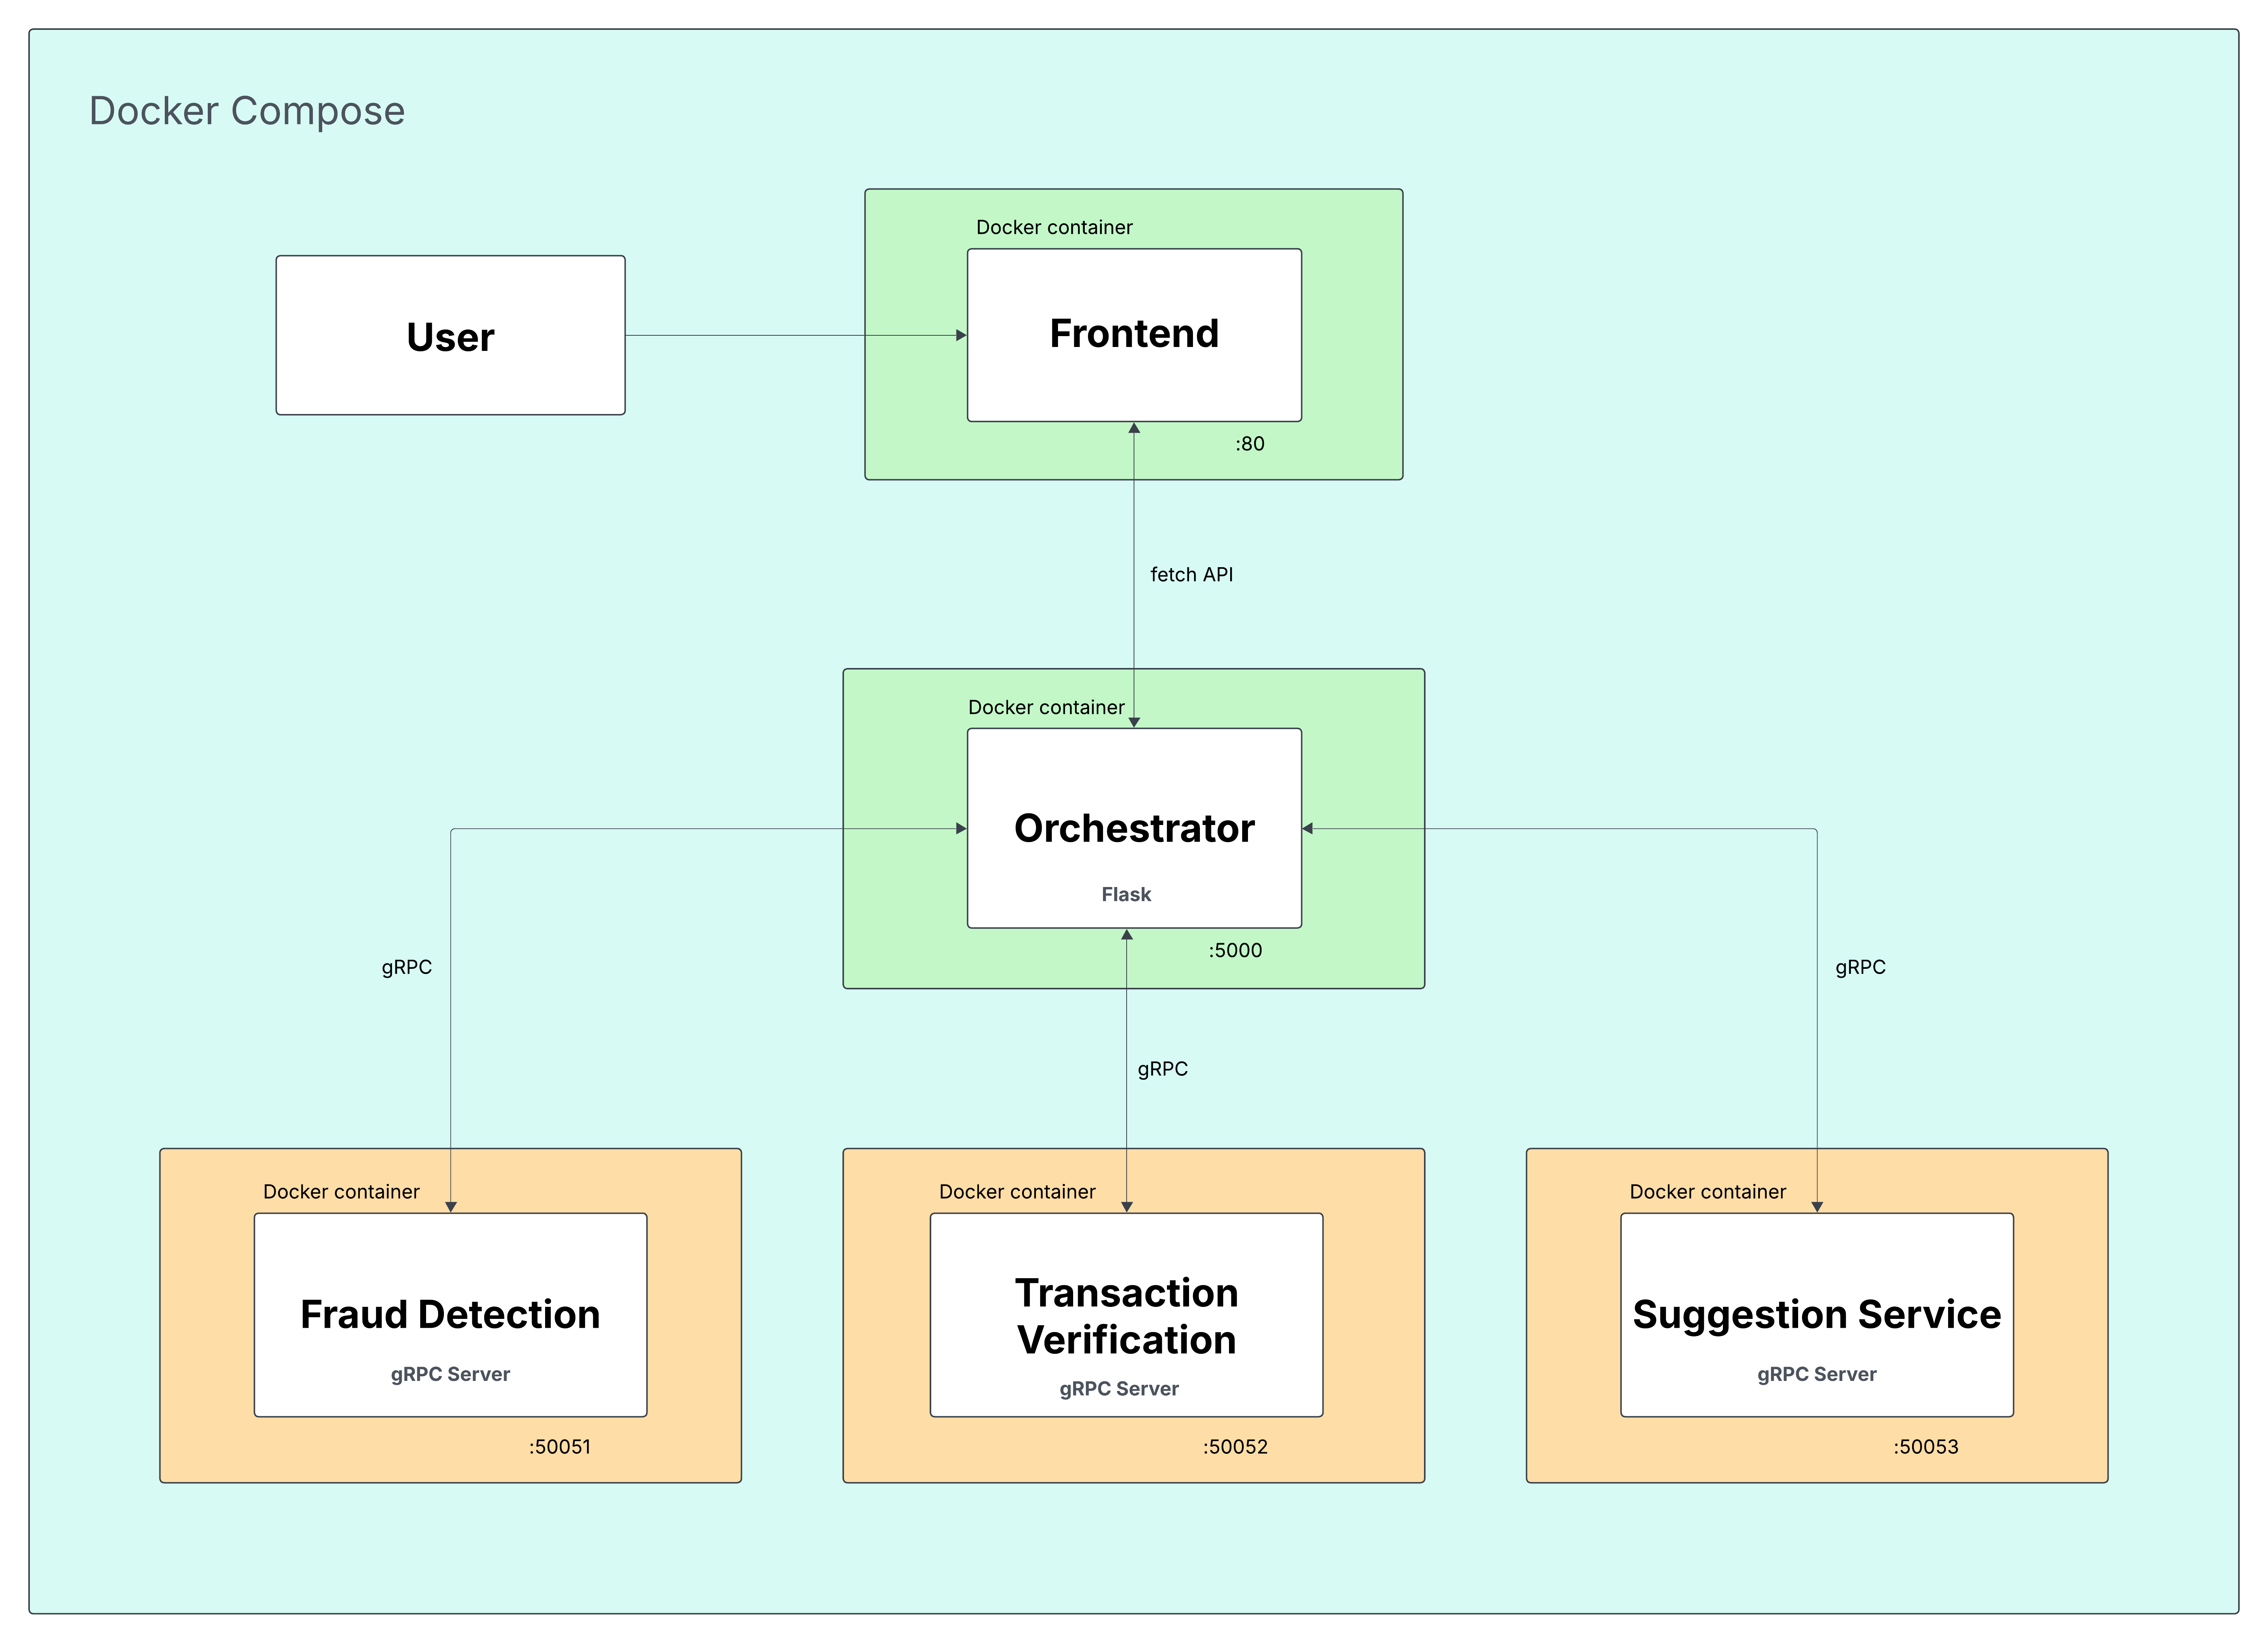 Docker Compose
Docker container
User
Frontend
:80
fetch API
Docker container
Orchestrator
Flask
:5000
gRPC
gRPC
gRPC
Docker container
Fraud Detection
gRPC Server
:50051
Docker container
Transaction
Verification
gRPC Server
:50052
Docker container
Suggestion Service
gRPC Server
:50053